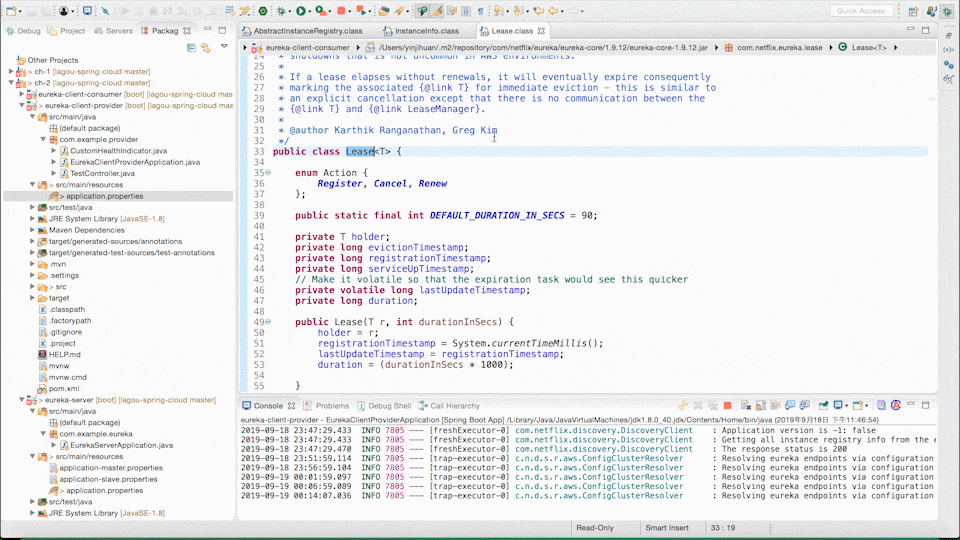 Quick Access
Debug
Project
Servers
Packag
Other Projects
ch-1 [lagou-spring-cloud master]
ch-2 [lagou-spring-cloud master]
eureka-client-consumer [boot] [lagou-spring-cloud master]
eureka-client-provider [boot] [lagou-spring-cloud master]
src/main/java
(default package)
com.example.provider
CustomHealthIndicator.java
EurekaClientProviderApplication.java
TestController.java
src/main/resources
application.properties
src/test/java
JRE System Library [JavaSE-1.8]
Maven Dependencies
target/generated-sources/annotations
target/generated-test-sources/test-annotations
.mvn
.settings
src
target
.classpath
.factorypath
.gitignore
.project
HELP.md
mvnw
mvnw.cmd
pom.xml
eureka-server [boot] [lagou-spring-cloud master]
src/main/java
(default package)
com.example.eureka
EurekaServerApplication.java
src/main/resources
application-master.properties
application-slave.properties
application.properties
src/test/java
JRE System Library [JavaSE-1.8]
AbstractInstanceRegistry.class
InstanceInfo.class
Lease.class
eureka-client-consumer
/Users/yinjihuan/.m2/repository/com/netflix/eureka/eureka-core/1.9.12/eureka-core-1.9.12.jar
com.netflix.eureka.lease
Lease<T>
24 * shutdowns that is not uncommon in AWS environments.
25 *
26 * If a lease elapses without renewals, it will eventually expire consequently
27 * marking the associated {@link T} for immediate eviction - this is similar to
28 * an explicit cancellation except that there is no communication between the
29 * {@link T} and {@link LeaseManager}.
30 *
31 * @author Karthik Ranganathan, Greg Kim
32 */
33 public class Lease<T> {
34
35 enum Action {
36 Register, Cancel, Renew
37 };
38
39 public static final int DEFAULT_DURATION_IN_SECS = 90;
40
41 private T holder;
42 private long evictionTimestamp;
43 private long registrationTimestamp;
44 private long serviceUpTimestamp;
45 // Make it volatile so that the expiration task would see this quicker
46 private volatile long lastUpdateTimestamp;
47 private long duration;
48
49 public Lease(T r, int durationInSecs) {
50 holder = r;
51 registrationTimestamp = System.currentTimeMillis();
52 lastUpdateTimestamp = registrationTimestamp;
53 duration = (durationInSecs * 1000);
54
55 }
Console
Problems
Debug Shell
Call Hierarchy
eureka-client-provider - EurekaClientProviderApplication [Spring Boot App] /Library/Java/JavaVirtualMachines/jdk1.8.0_40.jdk/Contents/Home/bin/java (2019年9月18日 下午11:46:54)
2019-09-18 23:47:29.433 INFO 7805 --- [freshExecutor-0] com.netflix.discovery.DiscoveryClient : Application version is -1: false
2019-09-18 23:47:29.433 INFO 7805 --- [freshExecutor-0] com.netflix.discovery.DiscoveryClient : Getting all instance registry info from the e
2019-09-18 23:47:29.470 INFO 7805 --- [freshExecutor-0] com.netflix.discovery.DiscoveryClient : The response status is 200
2019-09-18 23:51:59.114 INFO 7805 --- [trap-executor-0] c.n.d.s.r.aws.ConfigClusterResolver : Resolving eureka endpoints via configuration
2019-09-18 23:56:59.104 INFO 7805 --- [trap-executor-0] c.n.d.s.r.aws.ConfigClusterResolver : Resolving eureka endpoints via configuration
2019-09-19 00:01:59.097 INFO 7805 --- [trap-executor-0] c.n.d.s.r.aws.ConfigClusterResolver : Resolving eureka endpoints via configuration
2019-09-19 00:06:59.089 INFO 7805 --- [trap-executor-0] c.n.d.s.r.aws.ConfigClusterResolver : Resolving eureka endpoints via configuration
2019-09-19 00:14:07.036 INFO 7805 --- [trap-executor-0] c.n.d.s.r.aws.ConfigClusterResolver : Resolving eureka endpoints via configuration
Read-Only
Smart Insert
33 : 19